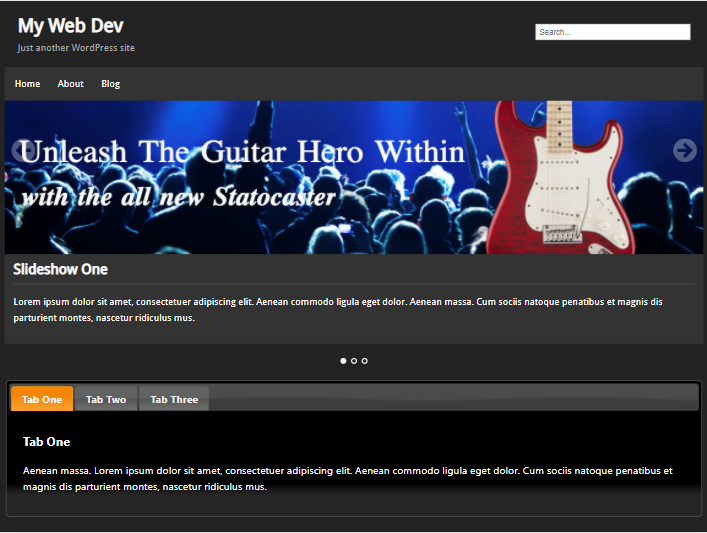 My Web Dev
Just another WordPress site
Search...
Home About Blog
Unleash The Guitar Hero Within
with the all new Statocaster
Slideshow One
Lorem ipsum dolor sit amet, consectetuer adipiscing elit. Aenean commodo ligula eget dolor. Aenean massa. Cum sociis natoque penatibus et magnis dis
parturient montes, nascetur ridiculus mus.
Tab One Tab Two Tab Three
Tab One
Aenean massa. Lorem ipsum dolor sit amet, consectetuer adipiscing elit. Aenean commodo ligula eget dolor. Cum sociis natoque penatibus et
magnis dis parturient montes, nascetur ridiculus mus.